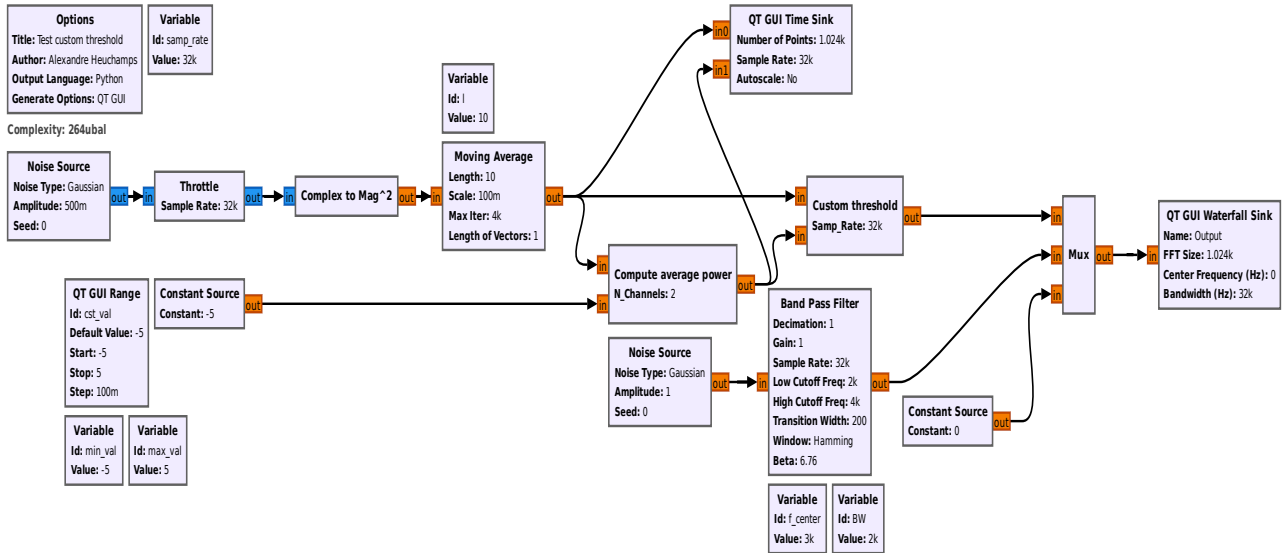 Options
Title: Test custom threshold
Author: Alexandre Heuchamps
Output Language: Python
Generate Options: QT GUI
Variable
Id: samp_rate
Value: 32k
Complexity: 264ubal
Noise Source
Noise Type: Gaussian
Amplitude: 500m
Seed: 0
out
in
Throttle
Sample Rate: 32k
out
in
Complex to Mag^2
out
Variable
Id: l
Value: 10
in
Moving Average
Length: 10
Scale: 100m
Max Iter: 4k
Length of Vectors: 1
out
in0
in1
QT GUI Time Sink
Number of Points: 1.024k
Sample Rate: 32k
Autoscale: No
in
in
Custom threshold
Samp_Rate: 32k
out
in
in
in
Mux
out
in
QT GUI Waterfall Sink
Name: Output
FFT Size: 1.024k
Center Frequency (Hz): 0
Bandwidth (Hz): 32k
QT GUI Range
Id: cst_val
Default Value: -5
Start: -5
Stop: 5
Step: 100m
Constant Source
Constant: -5
out
in
in
Compute average power
N_Channels: 2
out
Noise Source
Noise Type: Gaussian
Amplitude: 1
Seed: 0
out
in
Band Pass Filter
Decimation: 1
Gain: 1
Sample Rate: 32k
Low Cutoff Freq: 2k
High Cutoff Freq: 4k
Transition Width: 200
Window: Hamming
Beta: 6.76
out
Constant Source
Constant: 0
out
Variable
Id: min_val
Value: -5
Variable
Id: max_val
Value: 5
Variable
Id: f_center
Value: 3k
Variable
Id: BW
Value: 2k